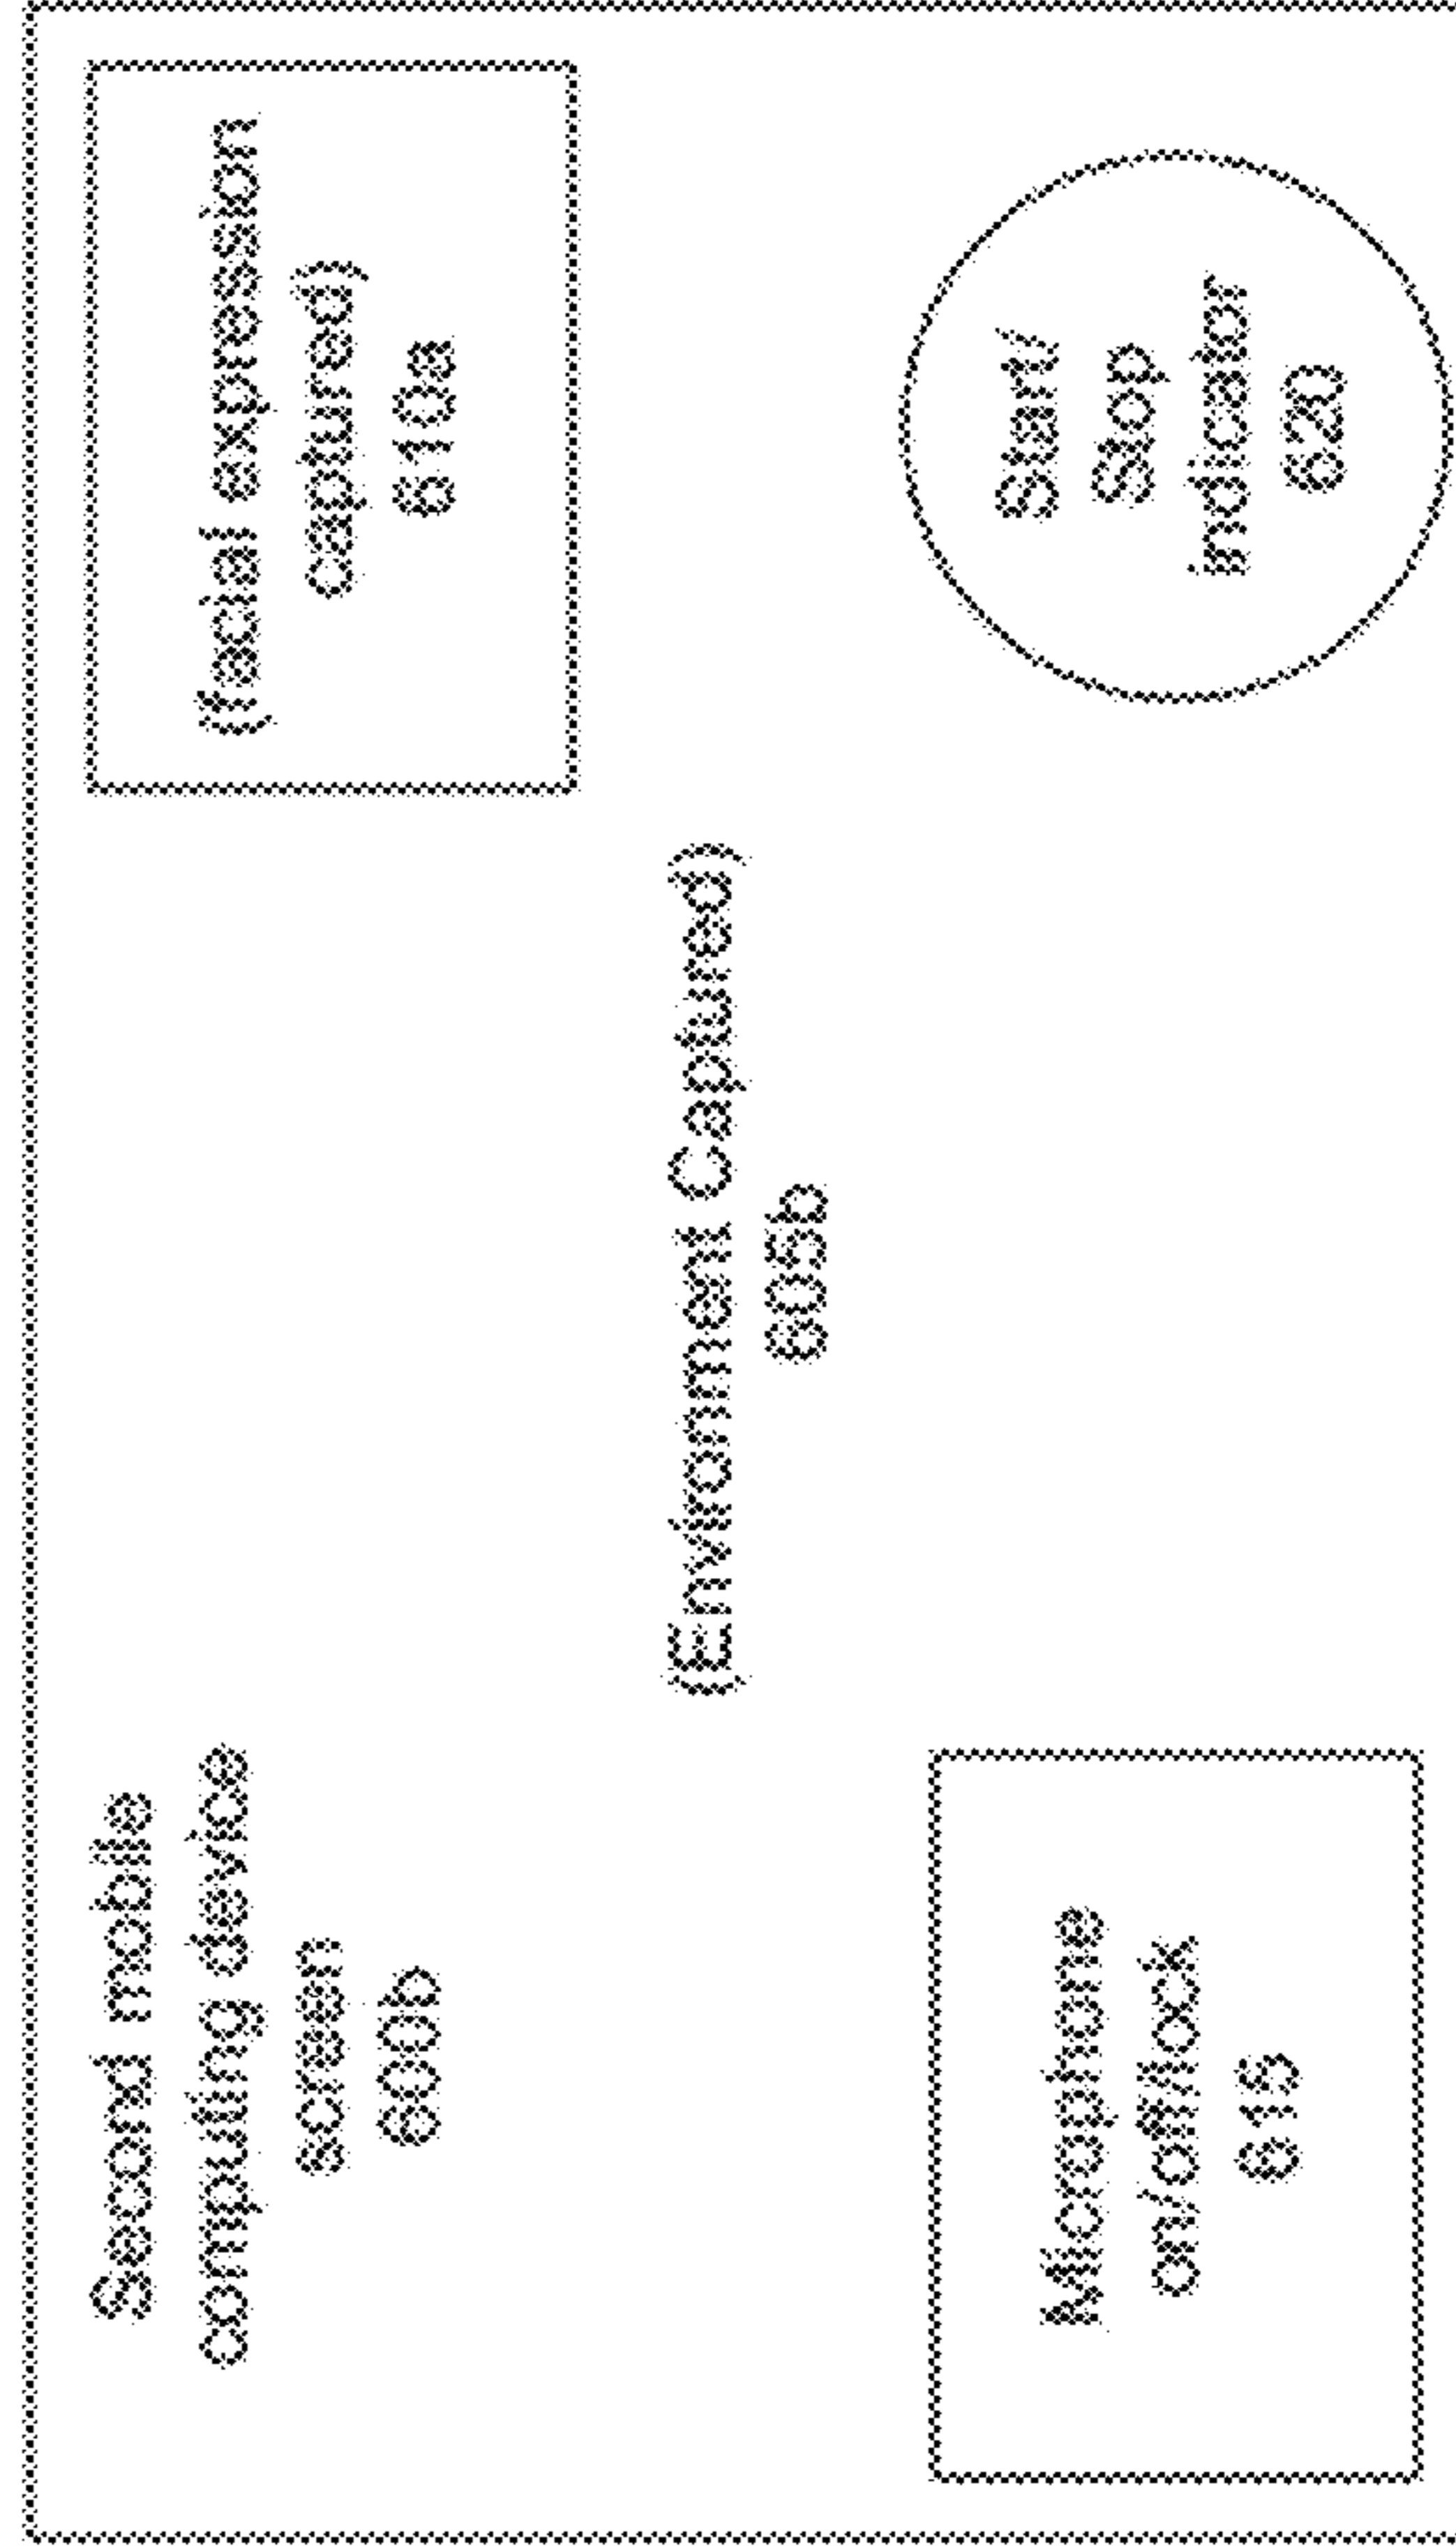 Second mobile
computing device
screen
600b
(facial expression
captured)
610a
(Environment Captured)
605b
Microphone
on/off/lock
615
Start/
Stop
indicator
620